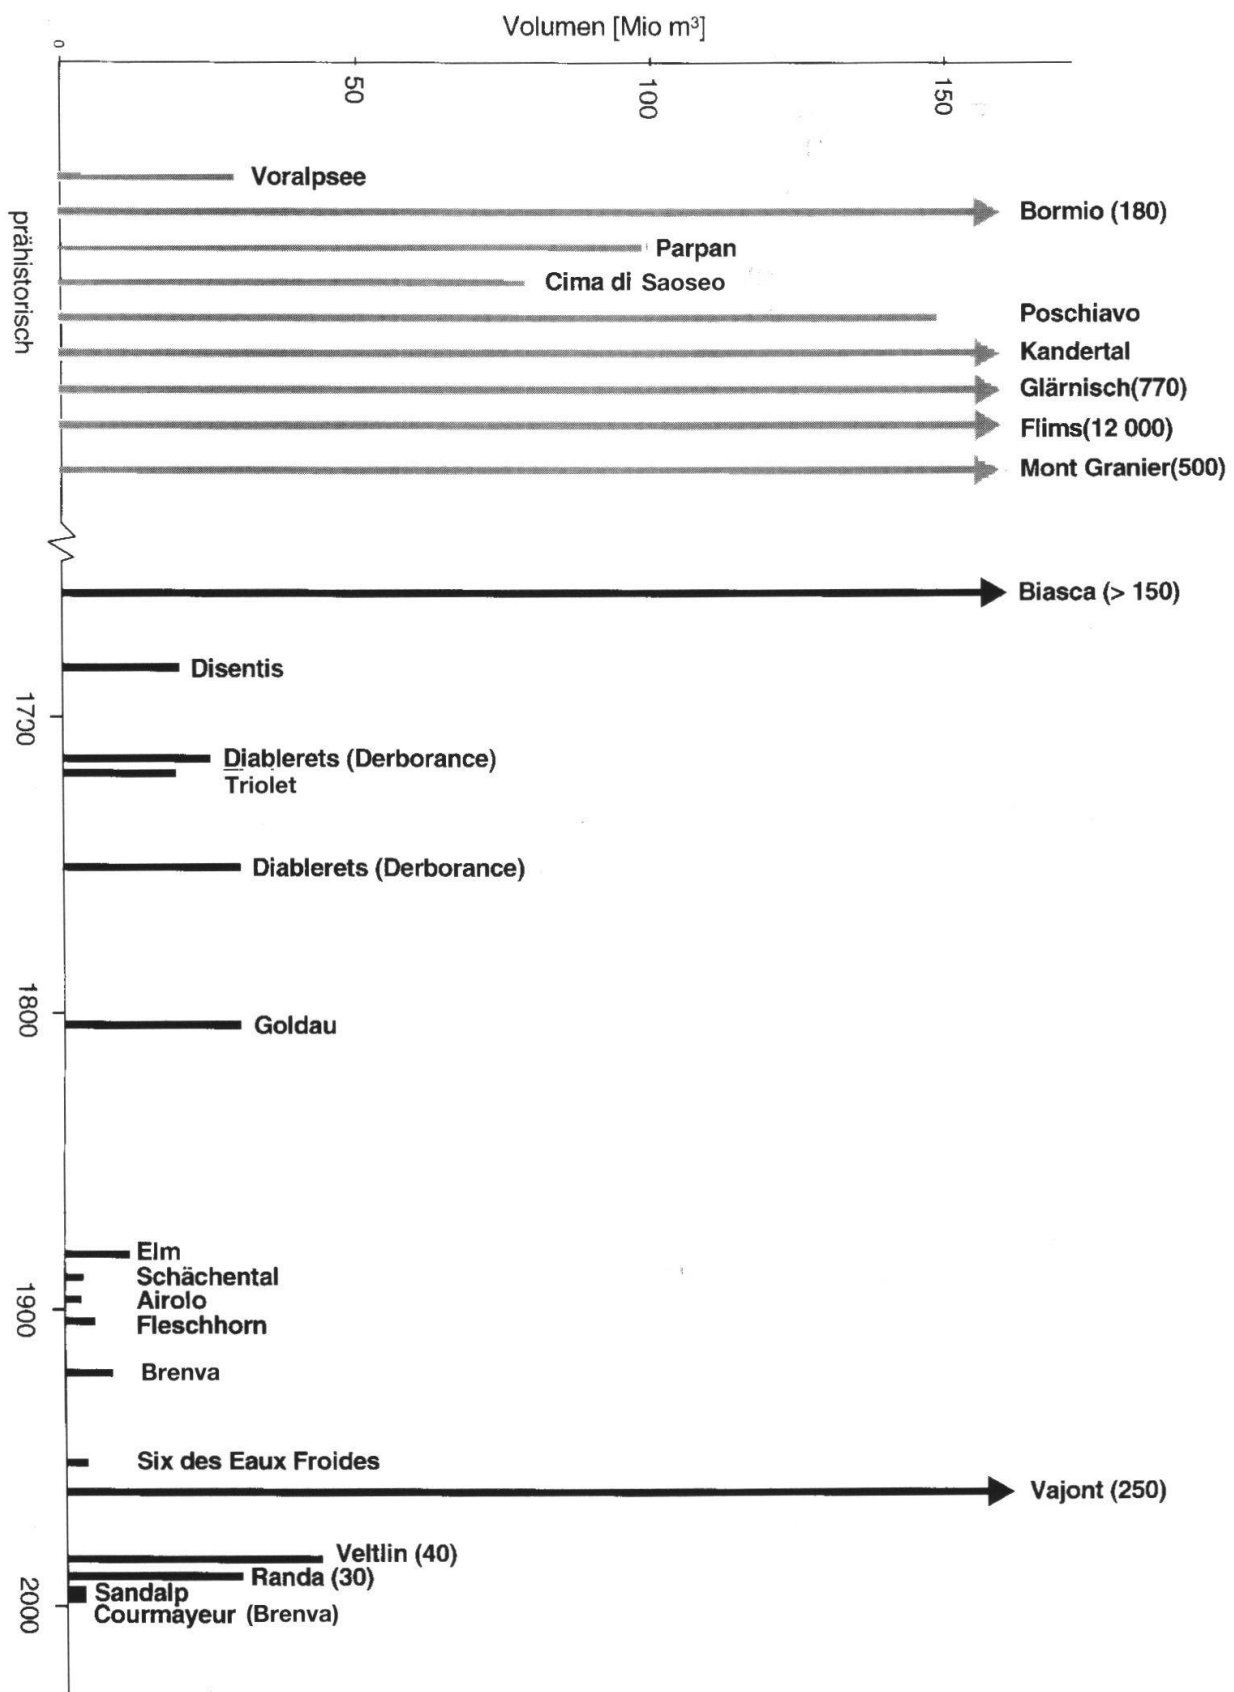 Volumen [Mio m³]
0
50
100
150
prähistorisch
Voralpsee
Bormio (180)
Parpan
Cima di Saoseo
Poschiavo
Kandertal
Glärnisch(770)
Flims(12 000)
Mont Granier(500)
Biasca (> 150)
Disentis
1700
Diablerets (Derborance)
Triolet
Diablerets (Derborance)
1800
Goldau
Elm
Schächental
Airolo
1900
Fleschhorn
Brenva
Six des Eaux Froides
Vajont (250)
Veltlin (40)
Randa (30)
Sandalp
2000
Courmayeur (Brenva)